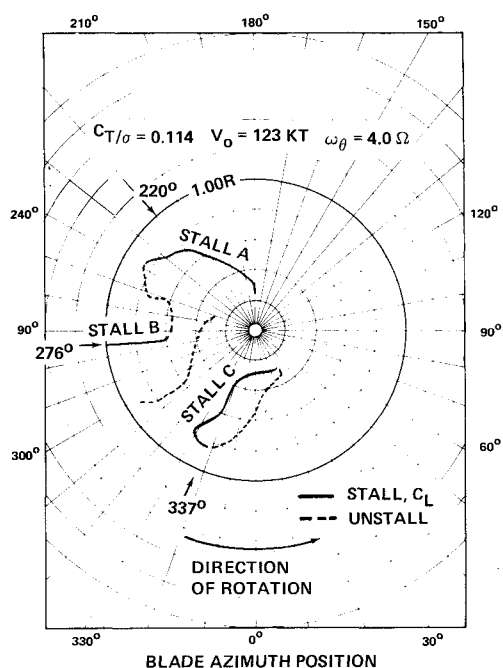 210° 180° 150°
C_T/σ = 0.114 V_o = 123 KT ω_θ = 4.0 Ω
220° 1.00R
240° 120°
STALL A
90° STALL B 90°
276°
STALL C
300° 60°
337°
STALL, C_L
UNSTALL
DIRECTION
OF ROTATION
330° 0° 30°
BLADE AZIMUTH POSITION